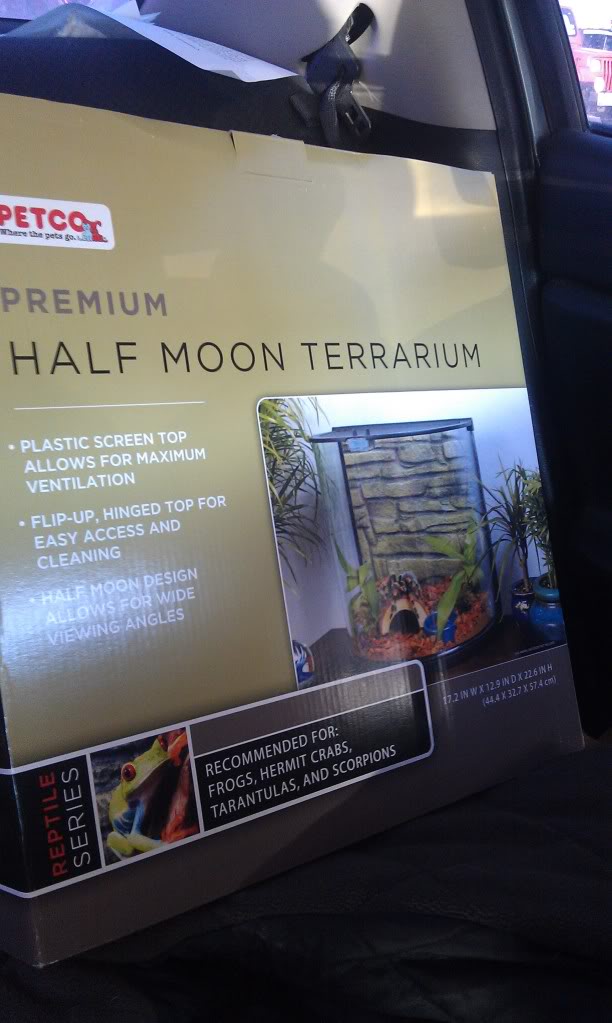 PETCO
Where the pets go.
PREMIUM
HALF MOON TERRARIUM
• PLASTIC SCREEN TOP
ALLOWS FOR MAXIMUM
VENTILATION
• FLIP-UP, HINGED TOP FOR
EASY ACCESS AND
CLEANING
• HALF MOON DESIGN
ALLOWS FOR WIDE
VIEWING ANGLES
17.2 IN W X 12.9 IN D X 22.6 IN H
(44.4 X 32.7 X 57.4 cm)
REPTILE
SERIES
RECOMMENDED FOR:
FROGS, HERMIT CRABS,
TARANTULAS, AND SCORPIONS